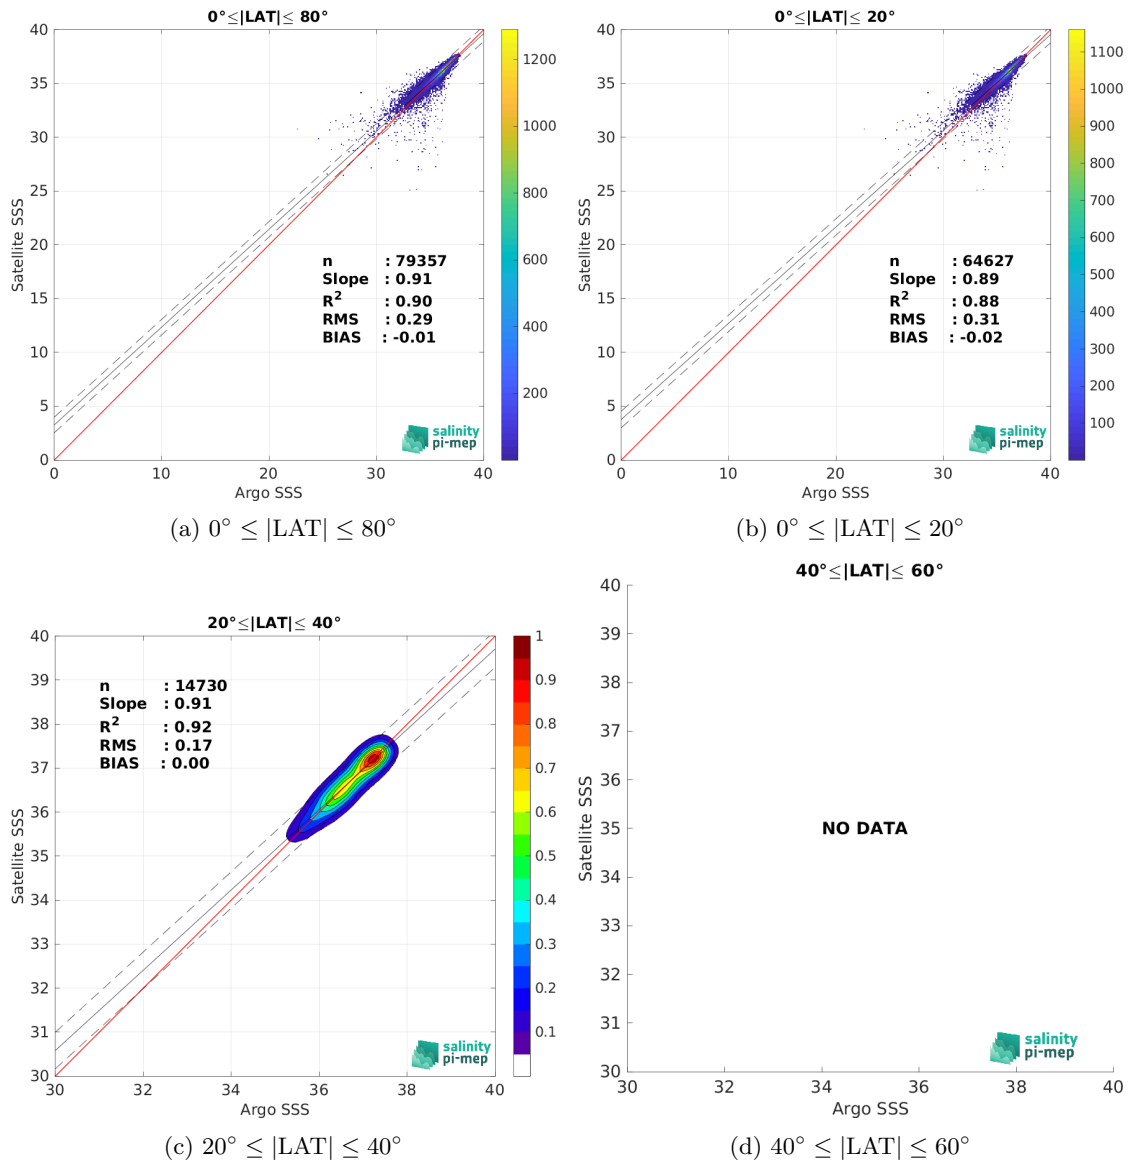 0°≤|LAT|≤ 80°
40
35
30
25
20
15
10
5
0
0
10
20
30
40
Satellite SSS
Argo SSS
n : 79357
Slope : 0.91
R² : 0.90
RMS : 0.29
BIAS : -0.01
salinity
pi-mep
1200
1000
800
600
400
200
(a) 0° ≤ |LAT| ≤ 80°
0°≤|LAT|≤ 20°
40
35
30
25
20
15
10
5
0
0
10
20
30
40
Satellite SSS
Argo SSS
n : 64627
Slope : 0.89
R² : 0.88
RMS : 0.31
BIAS : -0.02
salinity
pi-mep
1100
1000
900
800
700
600
500
400
300
200
100
(b) 0° ≤ |LAT| ≤ 20°
20°≤|LAT|≤ 40°
40
39
38
37
36
35
34
33
32
31
30
30
32
34
36
38
40
Satellite SSS
Argo SSS
n : 14730
Slope : 0.91
R² : 0.92
RMS : 0.17
BIAS : 0.00
salinity
pi-mep
1
0.9
0.8
0.7
0.6
0.5
0.4
0.3
0.2
0.1
(c) 20° ≤ |LAT| ≤ 40°
40°≤|LAT|≤ 60°
40
39
38
37
36
35
34
33
32
31
30
30
32
34
36
38
40
Satellite SSS
Argo SSS
NO DATA
salinity
pi-mep
(d) 40° ≤ |LAT| ≤ 60°